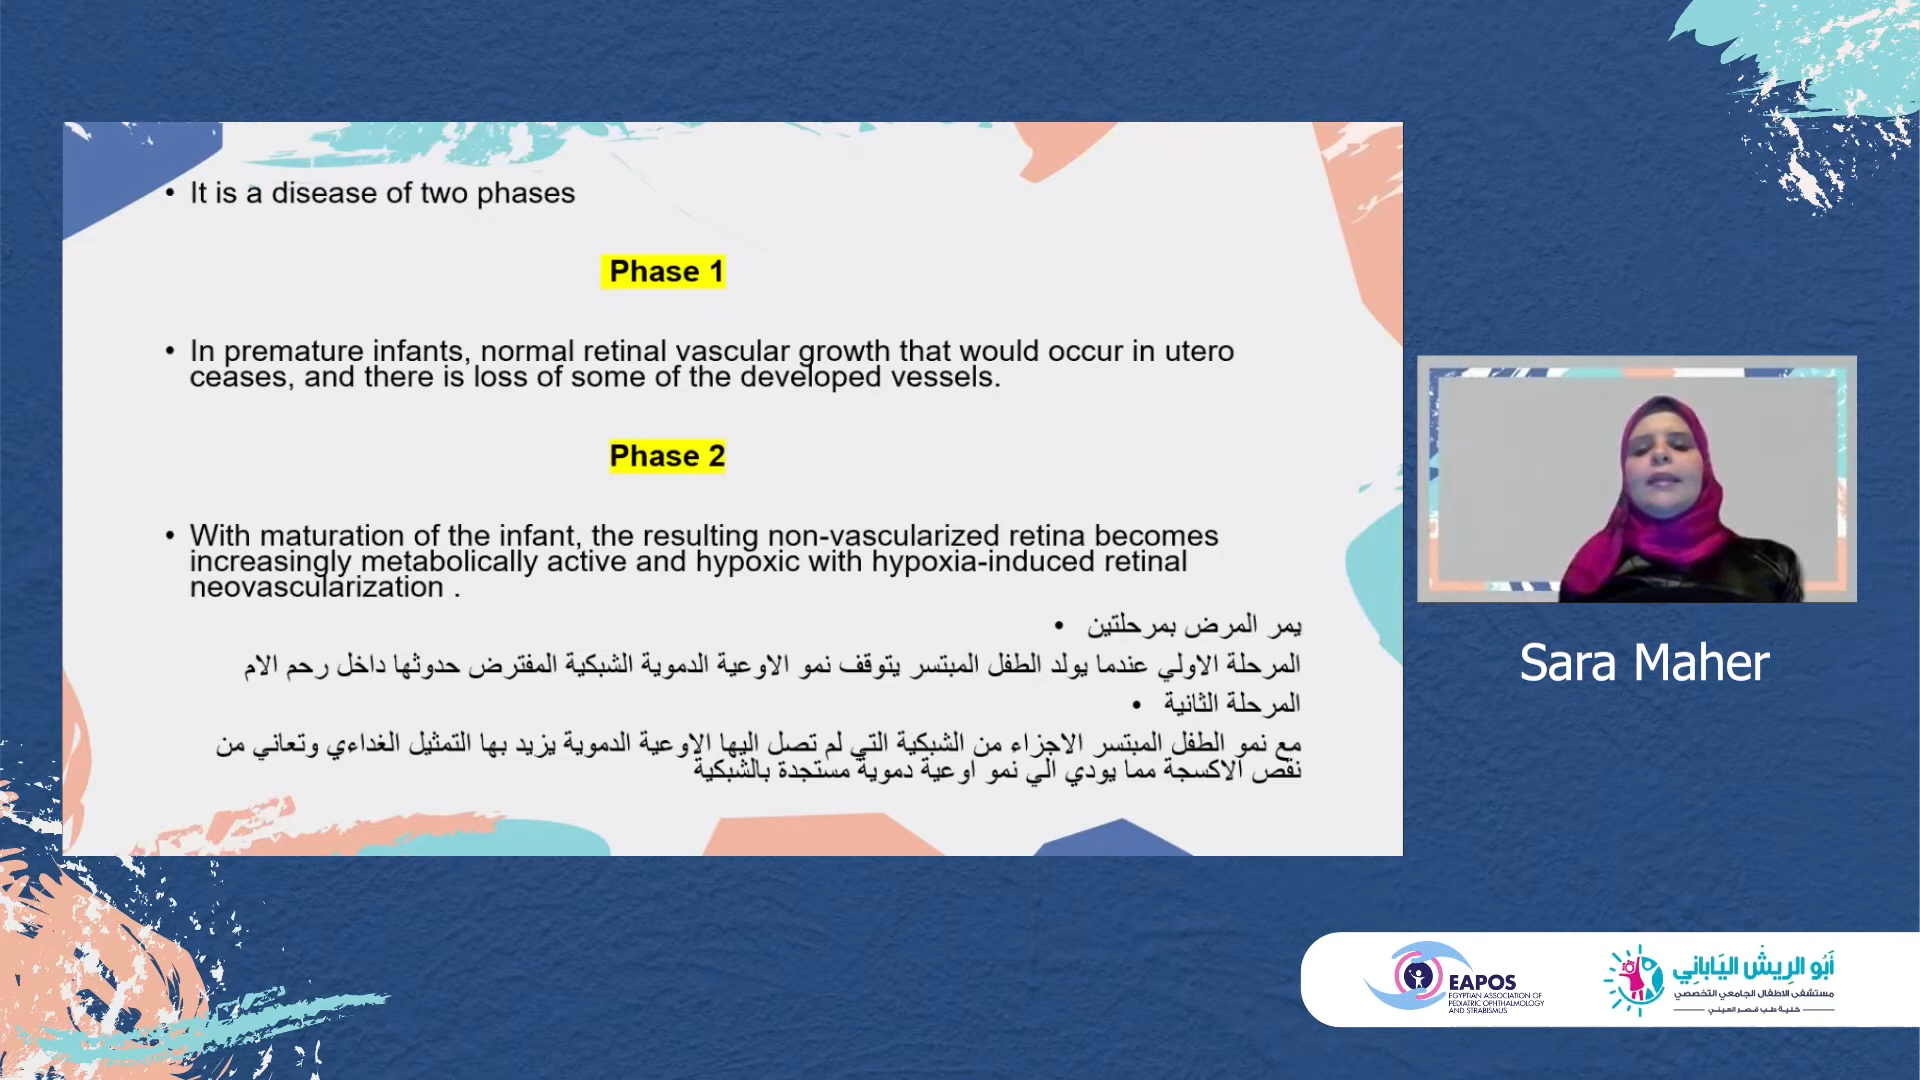 It is a disease of two phases
Phase 1
In premature infants, normal retinal vascular growth that would occur in utero
ceases, and there is loss of some of the developed vessels.
Phase 2
With maturation of the infant, the resulting non-vascularized retina becomes
increasingly metabolically active and hypoxic with hypoxia-induced retinal
neovascularization .
يمر المرض بمرحلتين
المرحلة الاولي عندما يولد الطفل المبتسر يتوقف نمو الاوعية الدموية الشبكية المفترض حدوثها داخل رحم الام
المرحلة الثانية
مع نمو الطفل المبتسر الاجزاء من الشبكية التي لم تصل اليها الاوعية الدموية يزيد بها التمثيل الغداءي وتعاني من
نقص الاكسجة مما يودي الي نمو اوعية دموية مستجدة بالشبكية
Sara Maher
EAPOS
EGYPTIAN ASSOCIATION OF
PEDIATRIC OPHTHALMOLOGY
AND STRABISMUS
أبو الريش الياباني
مستشفى الاطفال الجامعي التخصصي
كلية طب قصر العيني